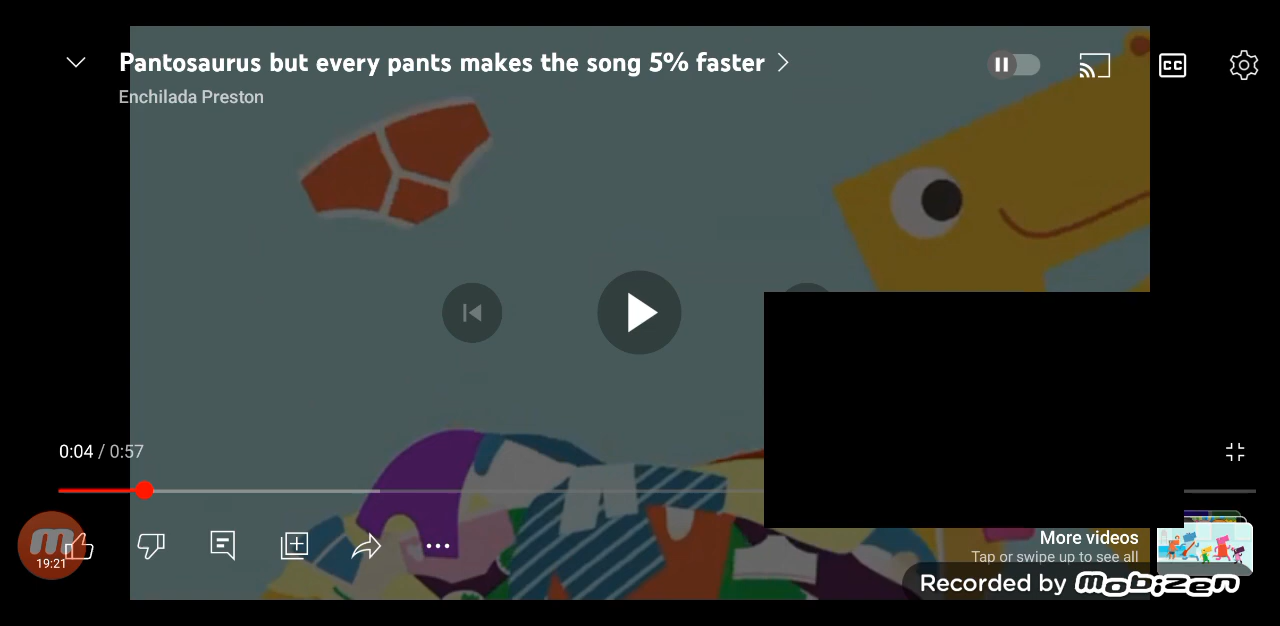 Pantosaurus but every pants makes the song 5% faster
Enchilada Preston
CC
0:04 / 0:57
19:21
More videos
Tap or swipe up to see all
Recorded by mobizen